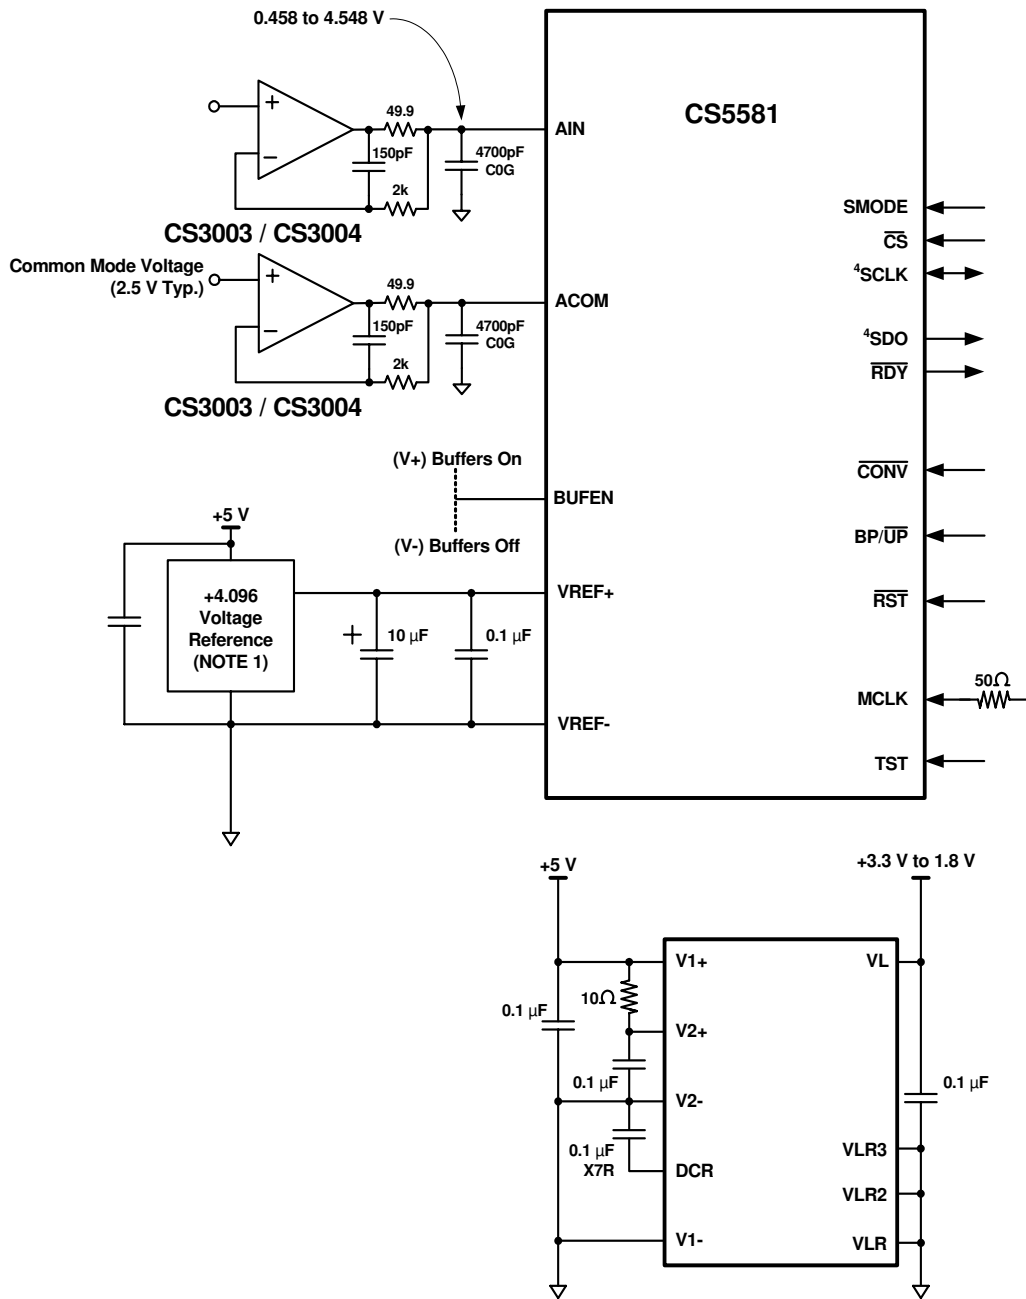 0.458 to 4.548 V
CS5581
+
−
49.9
150pF
2k
4700pF
C0G
AIN
CS3003 / CS3004
Common Mode Voltage
(2.5 V Typ.)
+
−
49.9
150pF
2k
4700pF
C0G
ACOM
CS3003 / CS3004
SMODE
CS
4SCLK
4SDO
RDY
(V+) Buffers On
BUFEN
(V-) Buffers Off
CONV
BP/UP
RST
50Ω
MCLK
TST
+5 V
+4.096
Voltage
Reference
(NOTE 1)
+
10 µF
0.1 µF
VREF+
VREF-
+5 V
+3.3 V to 1.8 V
V1+
VL
10Ω
0.1 µF
V2+
0.1 µF
V2-
0.1 µF
0.1 µF
X7R
DCR
VLR3
VLR2
V1-
VLR